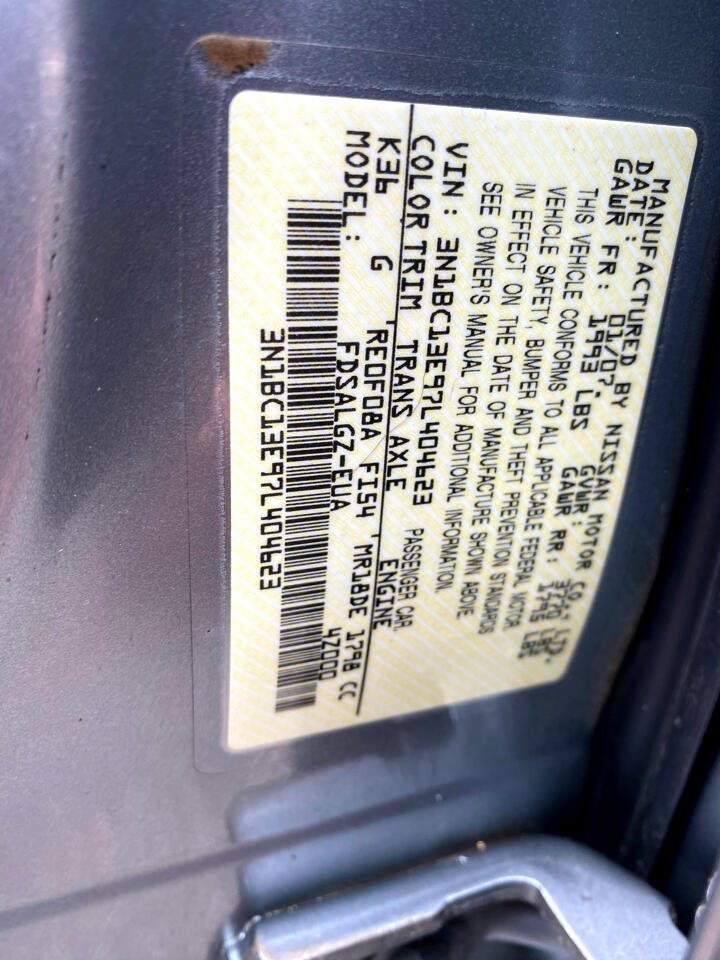 MANUFACTURED BY NISSAN MOTOR CO., LTD.
DATE: 01/07. GVWR: 3770 LBS
GAWR FR: 1993 LBS GAWR RR: 1795 LBS
THIS VEHICLE CONFORMS TO ALL APPLICABLE FEDERAL MOTOR
VEHICLE SAFETY, BUMPER AND THEFT PREVENTION STANDARDS
IN EFFECT ON THE DATE OF MANUFACTURE SHOWN ABOVE
SEE OWNER'S MANUAL FOR ADDITIONAL INFORMATION.
VIN: 3N1BC13E97L404623 PASSENGER CAR.
COLOR TRIM TRANS AXLE ENGINE
K36 G RE0F08A FI54 MR18DE 1798 CC
MODEL: FDSALGZ-EUA 4Z000
3N1BC13E97L404623